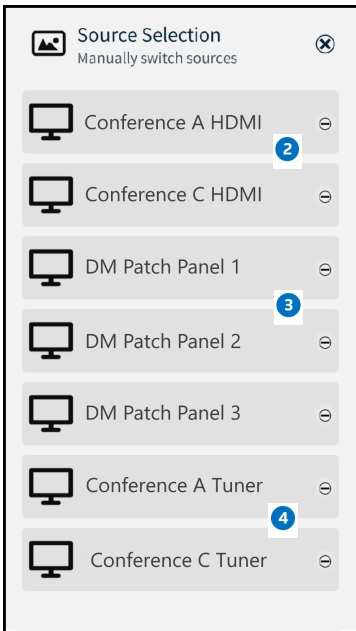 Source Selection
Manually switch sources
Conference A HDMI
2
Conference C HDMI
DM Patch Panel 1
3
DM Patch Panel 2
DM Patch Panel 3
Conference A Tuner
4
Conference C Tuner